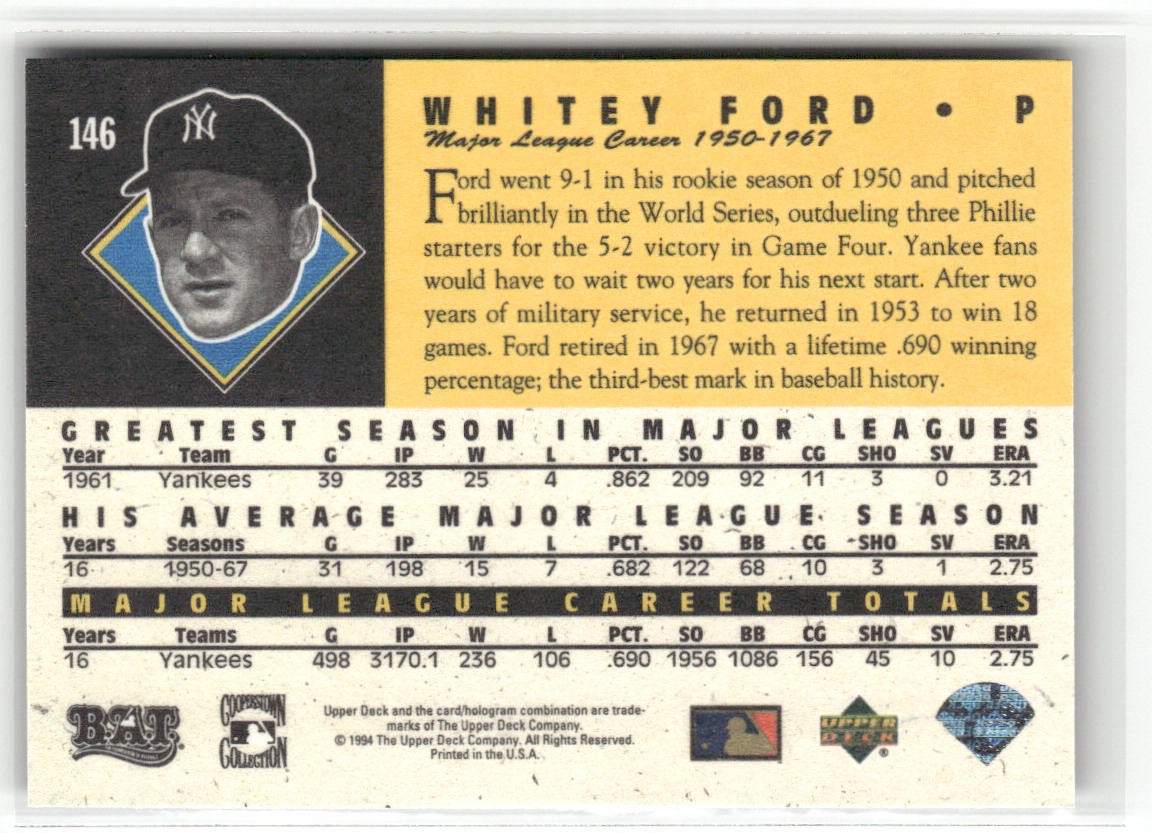 146
NY
WHITEY FORD • P
Major League Career 1950-1967
Ford went 9-1 in his rookie season of 1950 and pitched
brilliantly in the World Series, outdueling three Phillie
starters for the 5-2 victory in Game Four. Yankee fans
would have to wait two years for his next start. After two
years of military service, he returned in 1953 to win 18
games. Ford retired in 1967 with a lifetime .690 winning
percentage; the third-best mark in baseball history.
GREATEST SEASON IN MAJOR LEAGUES
Year Team G IP W L PCT. SO BB CG SHO SV ERA
1961 Yankees 39 283 25 4 .862 209 92 11 3 0 3.21
HIS AVERAGE MAJOR LEAGUE SEASON
Years Seasons G IP W L PCT. SO BB CG SHO SV ERA
16 1950-67 31 198 15 7 .682 122 68 10 3 1 2.75
MAJOR LEAGUE CAREER TOTALS
Years Teams G IP W L PCT. SO BB CG SHO SV ERA
16 Yankees 498 3170.1 236 106 .690 1956 1086 156 45 10 2.75
B.A.T.
COOPERSTOWN
COLLECTION
Upper Deck and the card/hologram combination are trade-
marks of The Upper Deck Company.
© 1994 The Upper Deck Company. All Rights Reserved.
Printed in the U.S.A.
UPPER
DECK
®